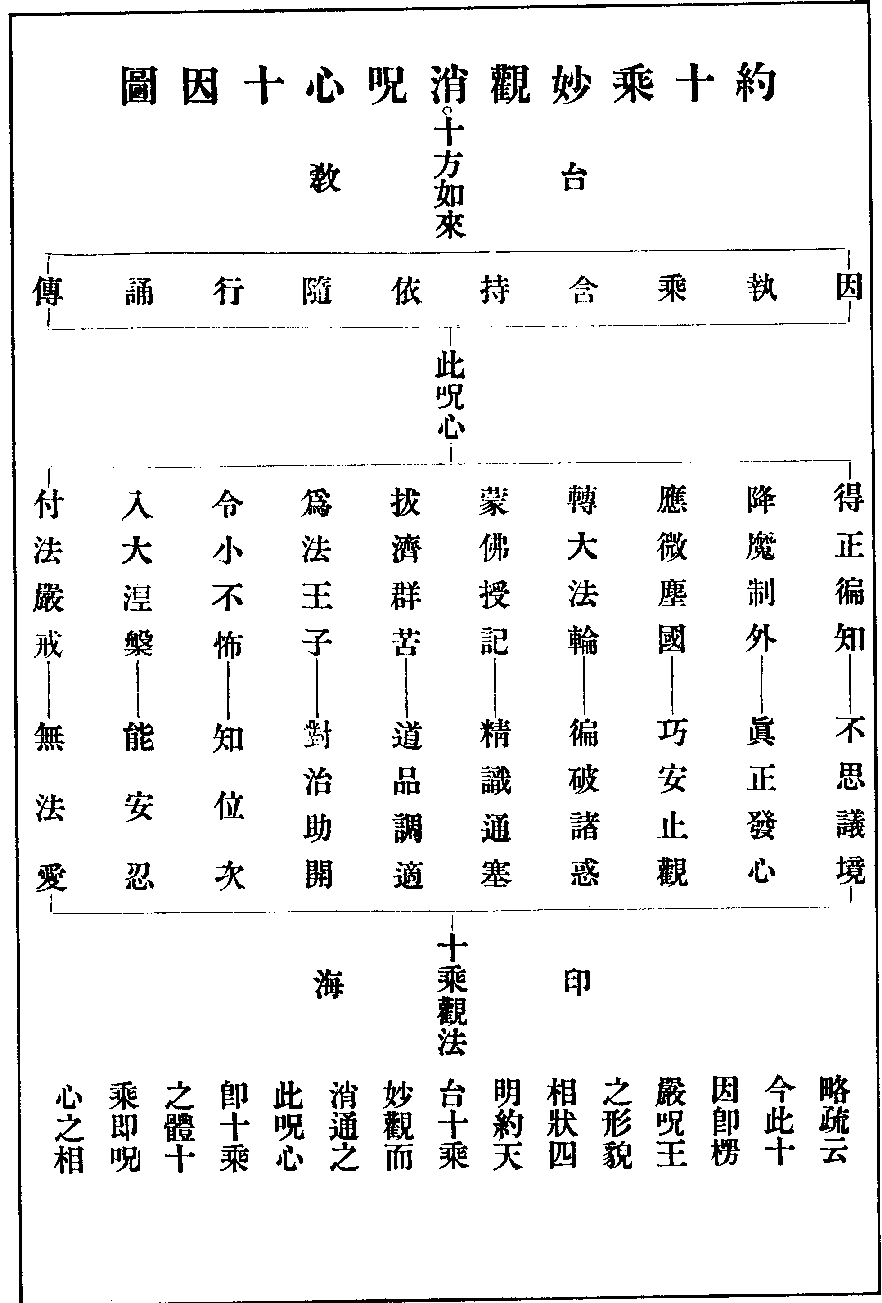 約十乘妙觀消呪心十因圖
十方如來
台教
因執乘含持依隨行誦傳
此呪心
得正徧知
不思議境
降魔制外
眞正發心
應微塵國
巧安止觀
轉大法輪
徧破諸惑
蒙佛授記
精識通塞
拔濟群苦
道品調適
爲法王子
對治助開
令小不怖
知位次
入大涅槃
能安忍
付法嚴戒
無法愛
十乘觀法
印海
略疏云
今此十
因卽楞
嚴呪王
之形貌
相狀四
明約天
台十乘
妙觀而
消通之
此呪心
卽十乘
之體十
乘即呪
心之相